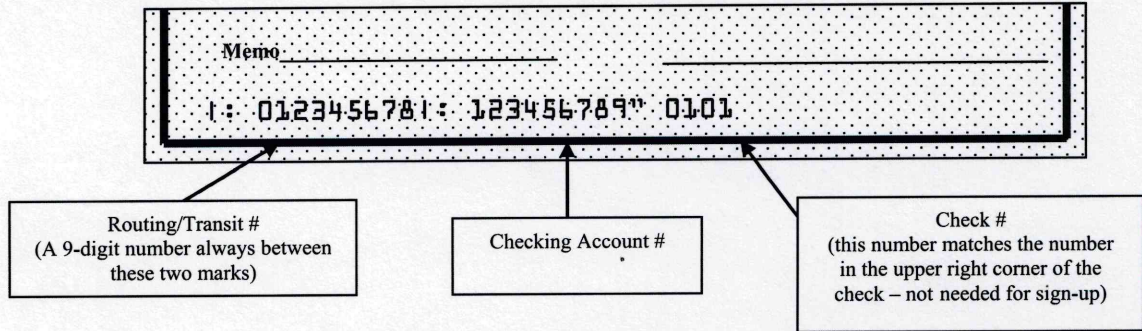 Memo
|: 012345678|: 123456789" 0101
Routing/Transit #
(A 9-digit number always between
these two marks)
Checking Account #
Check #
(this number matches the number
in the upper right corner of the
check – not needed for sign-up)